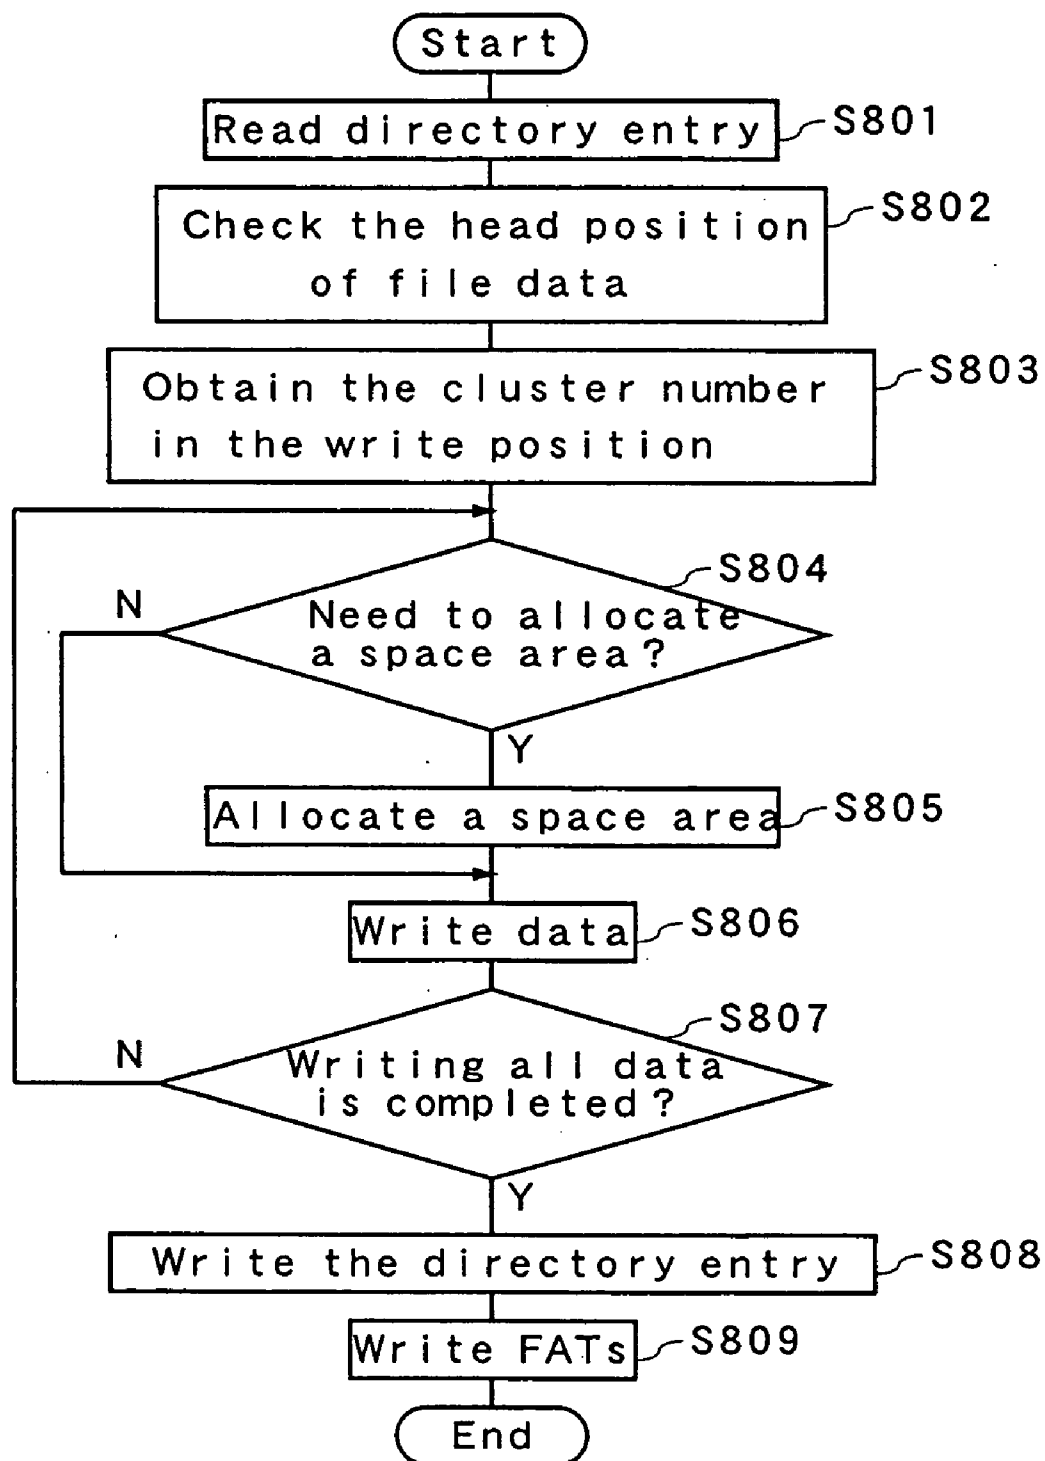 Start
Read directory entry
S801
Check the head position
of file data
S802
Obtain the cluster number
in the write position
S803
S804
N
Need to allocate
a space area?
Y
Allocate a space area
S805
Write data
S806
S807
N
Writing all data
is completed?
Y
Write the directory entry
S808
Write FATs
S809
End